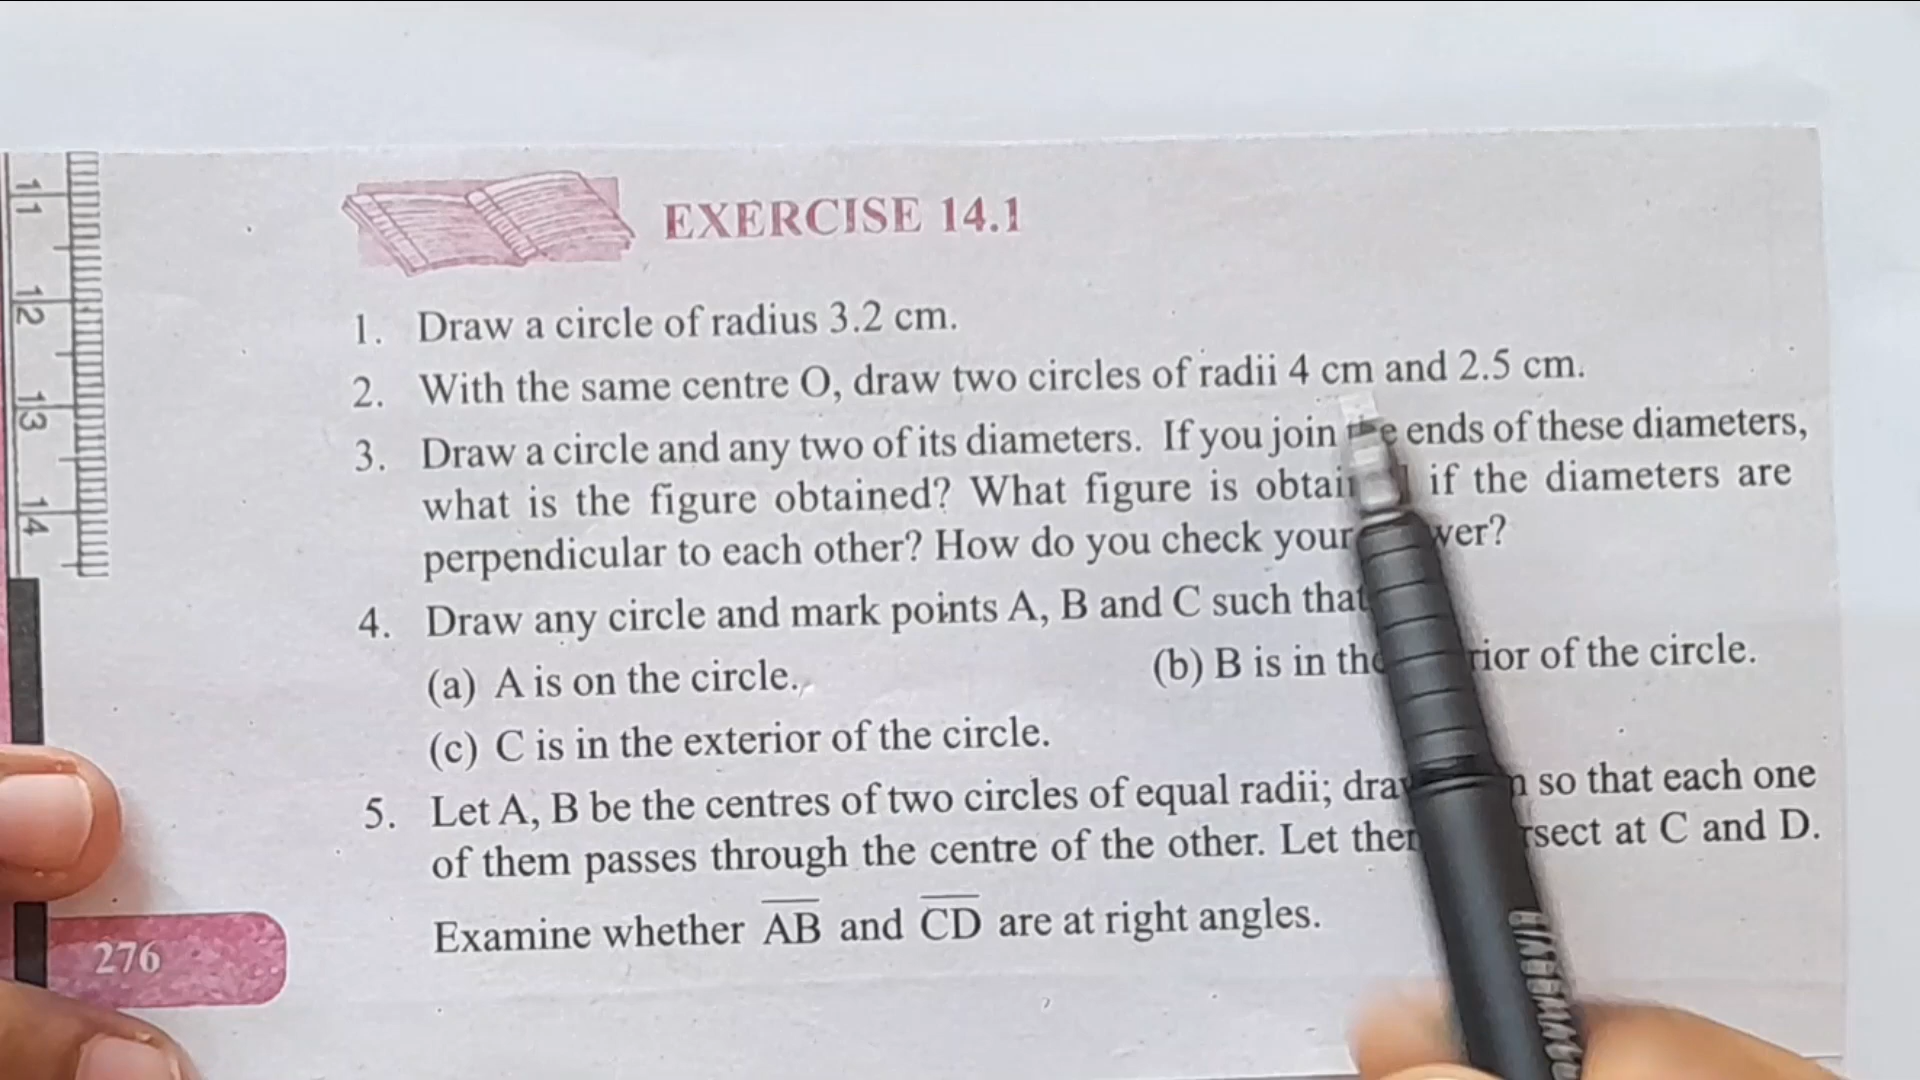 11
12
13
14
EXERCISE 14.1
1. Draw a circle of radius 3.2 cm.
2. With the same centre O, draw two circles of radii 4 cm and 2.5 cm.
3. Draw a circle and any two of its diameters. If you join the ends of these diameters,
what is the figure obtained? What figure is if the diameters are
perpendicular to each other? How do you check your
4. Draw any circle and mark points A, B and C such that
(a) A is on the circle. (b) B is in the of the circle.
(c) C is in the exterior of the circle.
5. Let A, B be the centres of two circles of equal radii; so that each one
of them passes through the centre of the other. Let at C and D.
Examine whether AB and CD are at right angles.
276